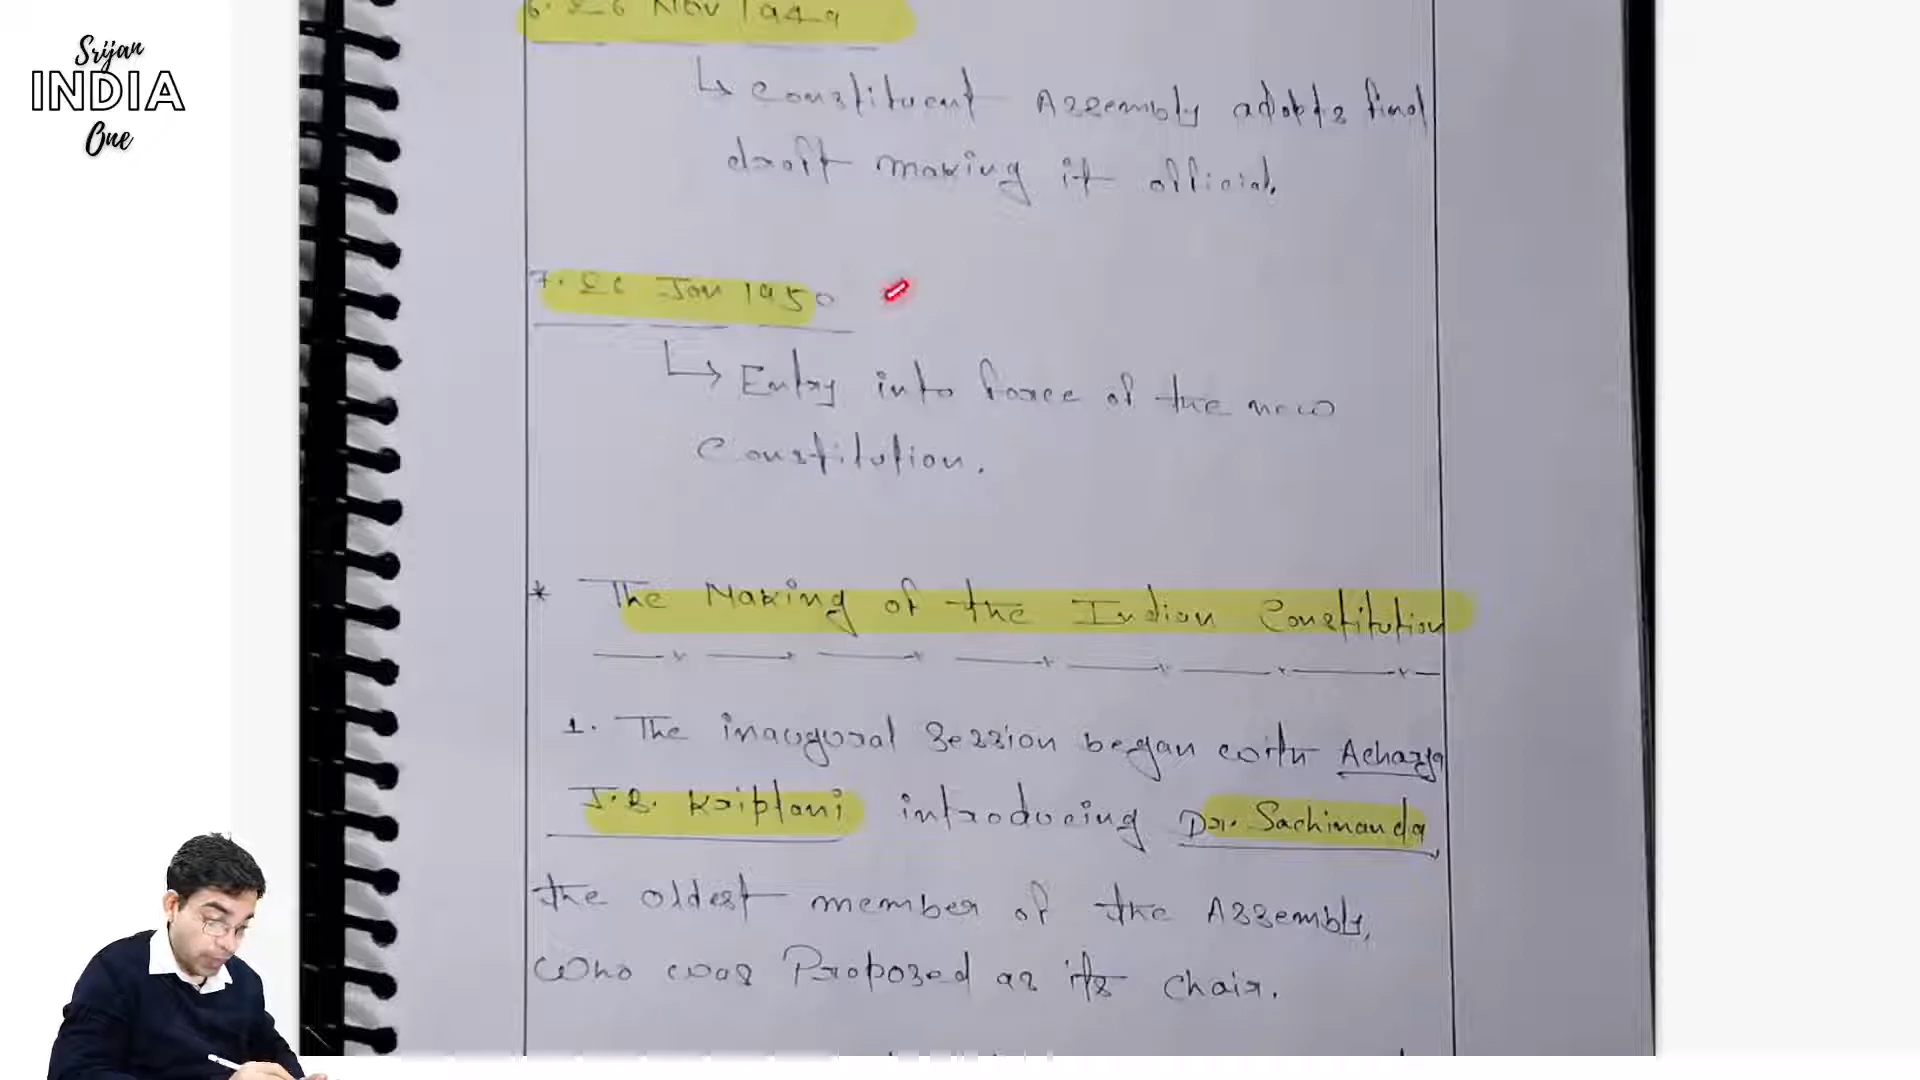 Srijan
INDIA
One
6. 26 Nov 1949
↳ Constituent Assembly adopts final
draft making it official.
7. 26 Jan 1950
↳ Entry into force of the new
Constitution.
* The Making of the Indian Constitution
1. The inaugural Session began with Acharya
J.B. Kriplani introducing Dr. Sachinanda
the oldest member of the Assembly,
who was Proposed as its chair.